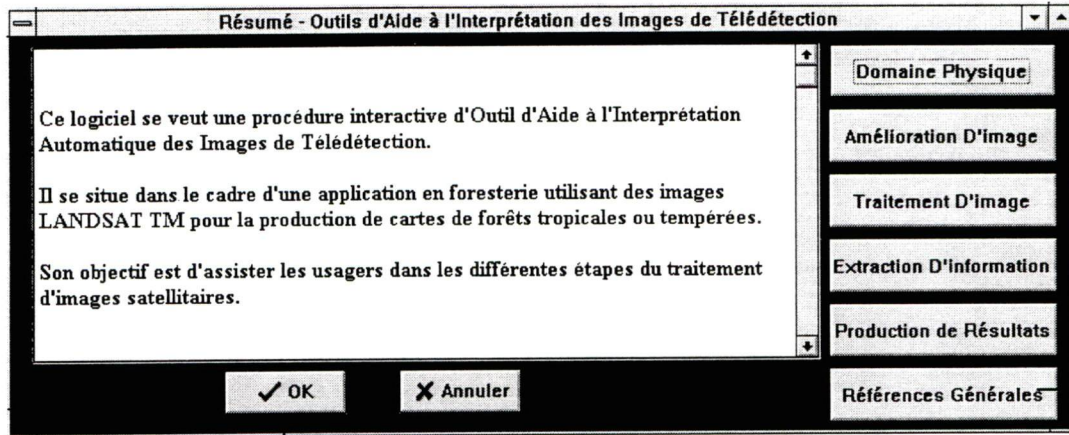 Résumé - Outils d'Aide à l'Interprétation des Images de Télédétection
Ce logiciel se veut une procédure interactive d'Outil d'Aide à l'Interprétation
Automatique des Images de Télédétection.
Il se situe dans le cadre d'une application en foresterie utilisant des images
LANDSAT TM pour la production de cartes de forêts tropicales ou tempérées.
Son objectif est d'assister les usagers dans les différentes étapes du traitement
d'images satellitaires.
Domaine Physique
Amélioration D'image
Traitement D'image
Extraction D'information
Production de Résultats
Références Générales
OK
Annuler